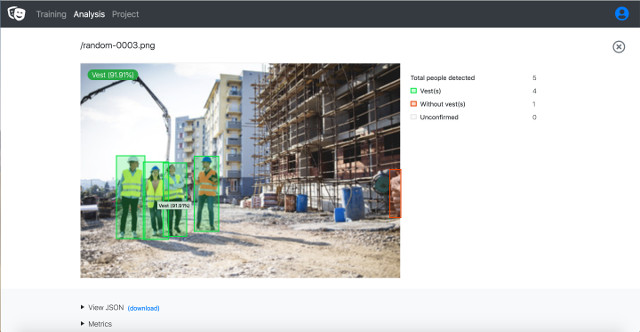 Training Analysis Project
/random-0003.png
Vest (91.91%)
Total people detected 5
Vest(s) 4
Without vest(s) 1
Unconfirmed 0
Vest (91.91%)
View JSON (download)
Metrics